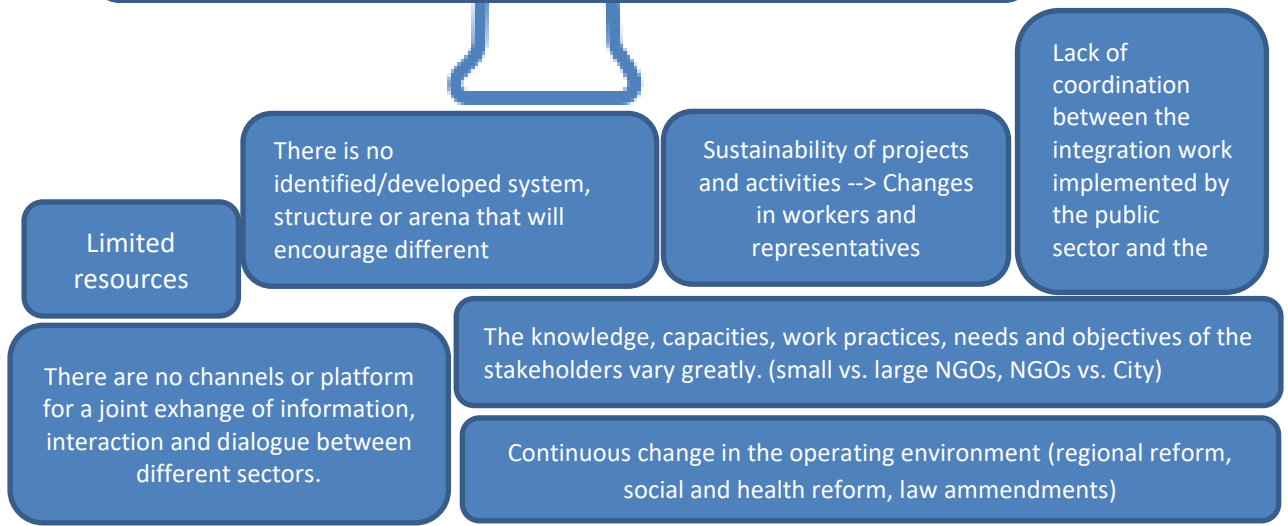 Lack of
coordination
between the
integration work
implemented by
the public
sector and the
There is no
identified/developed system,
structure or arena that will
encourage different
Sustainability of projects
and activities --> Changes
in workers and
representatives
Limited
resources
The knowledge, capacities, work practices, needs and objectives of the
stakeholders vary greatly. (small vs. large NGOs, NGOs vs. City)
There are no channels or platform
for a joint exhange of information,
interaction and dialogue between
different sectors.
Continuous change in the operating environment (regional reform,
social and health reform, law ammendments)